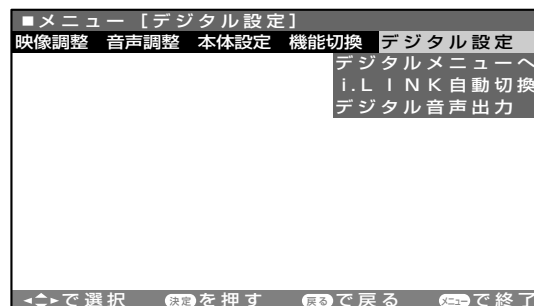 ■メニュー [デジタル設定]
映像調整 音声調整 本体設定 機能切換 デジタル設定
デジタルメニューへ
i.LINK自動切換
デジタル音声出力
で選択 決定を押す 戻るで戻る メニューで終了